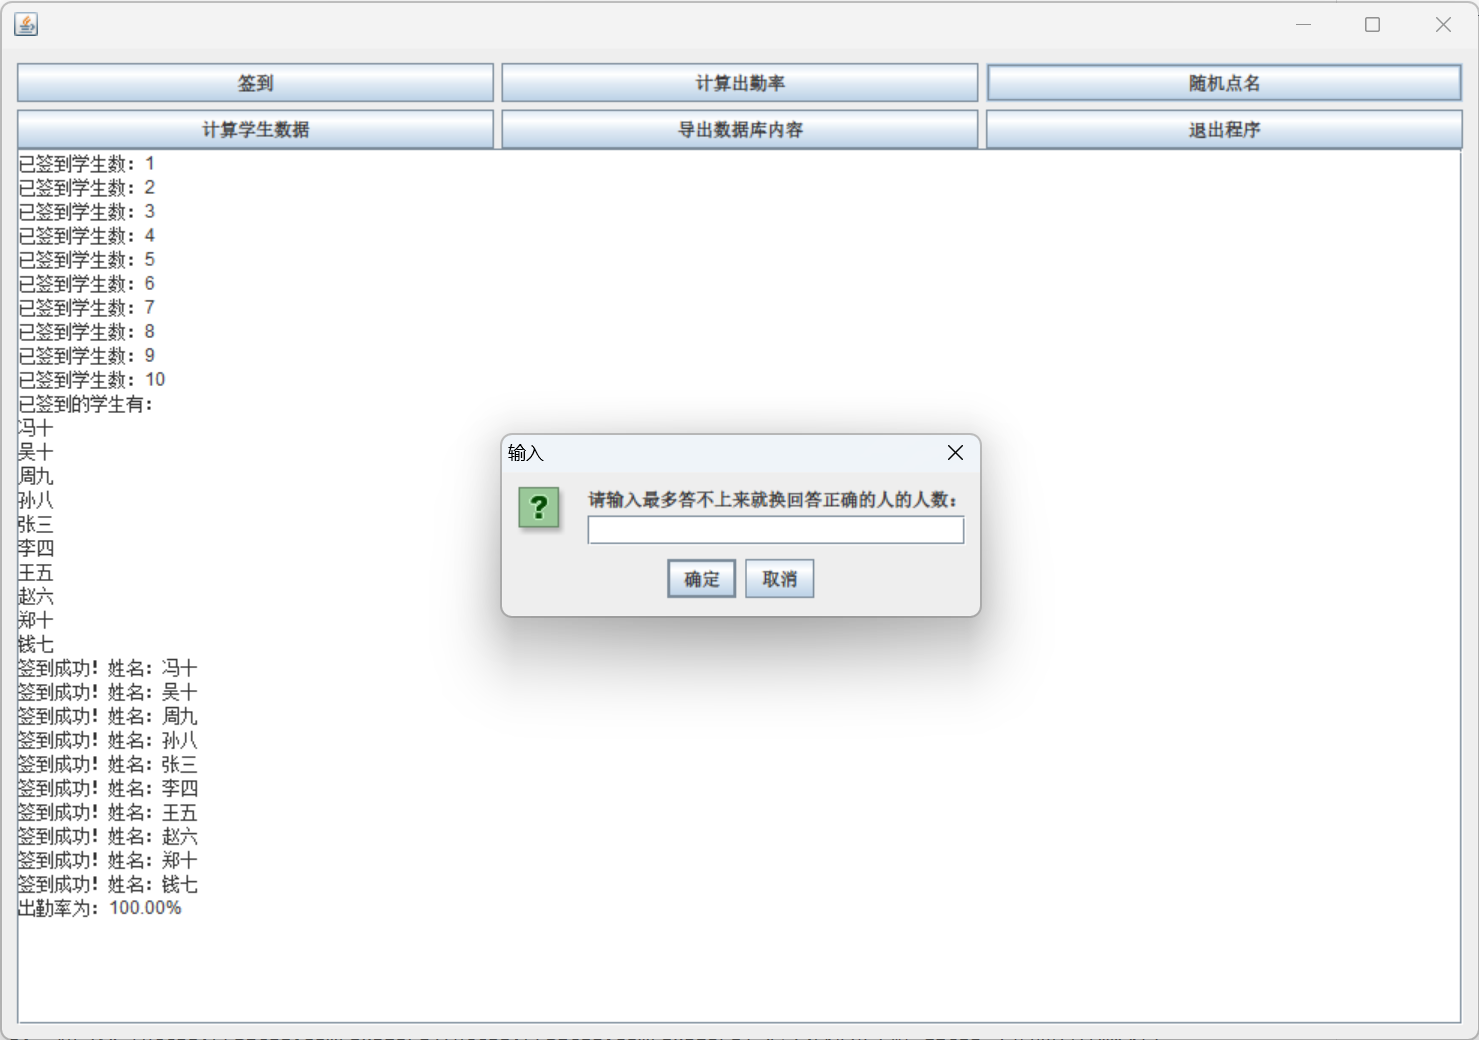 签到
计算出勤率
随机点名
计算学生数据
导出数据库内容
退出程序
已签到学生数：1
已签到学生数：2
已签到学生数：3
已签到学生数：4
已签到学生数：5
已签到学生数：6
已签到学生数：7
已签到学生数：8
已签到学生数：9
已签到学生数：10
已签到的学生有：
冯十
吴十
周九
孙八
张三
李四
王五
赵六
郑十
钱七
签到成功！姓名：冯十
签到成功！姓名：吴十
签到成功！姓名：周九
签到成功！姓名：孙八
签到成功！姓名：张三
签到成功！姓名：李四
签到成功！姓名：王五
签到成功！姓名：赵六
签到成功！姓名：郑十
签到成功！姓名：钱七
出勤率为：100.00%
输入
请输入最多答不上来就换回答正确的人的人数：
确定
取消